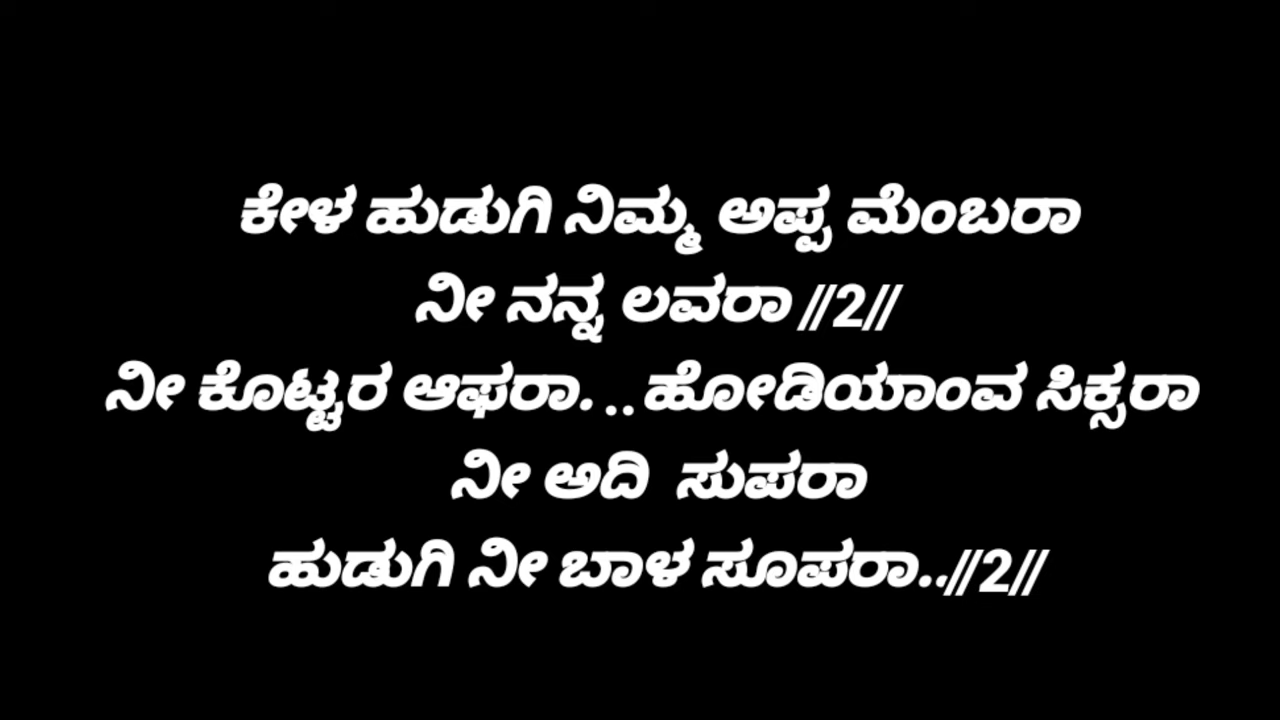 ಕೇಳ ಹುಡುಗಿ ನಿಮ್ಮ ಅಪ್ಪ ಮೆಂಬರಾ
ನೀ ನನ್ನ ಲವರಾ //2//
ನೀ ಕೊಟ್ಟರ ಆಫರಾ. .. ಹೋಡಿಯಾಂವ ಸಿಕ್ಸರಾ
ನೀ ಅದಿ ಸುಪರಾ
ಹುಡುಗಿ ನೀ ಬಾಳ ಸೂಪರಾ..//2//